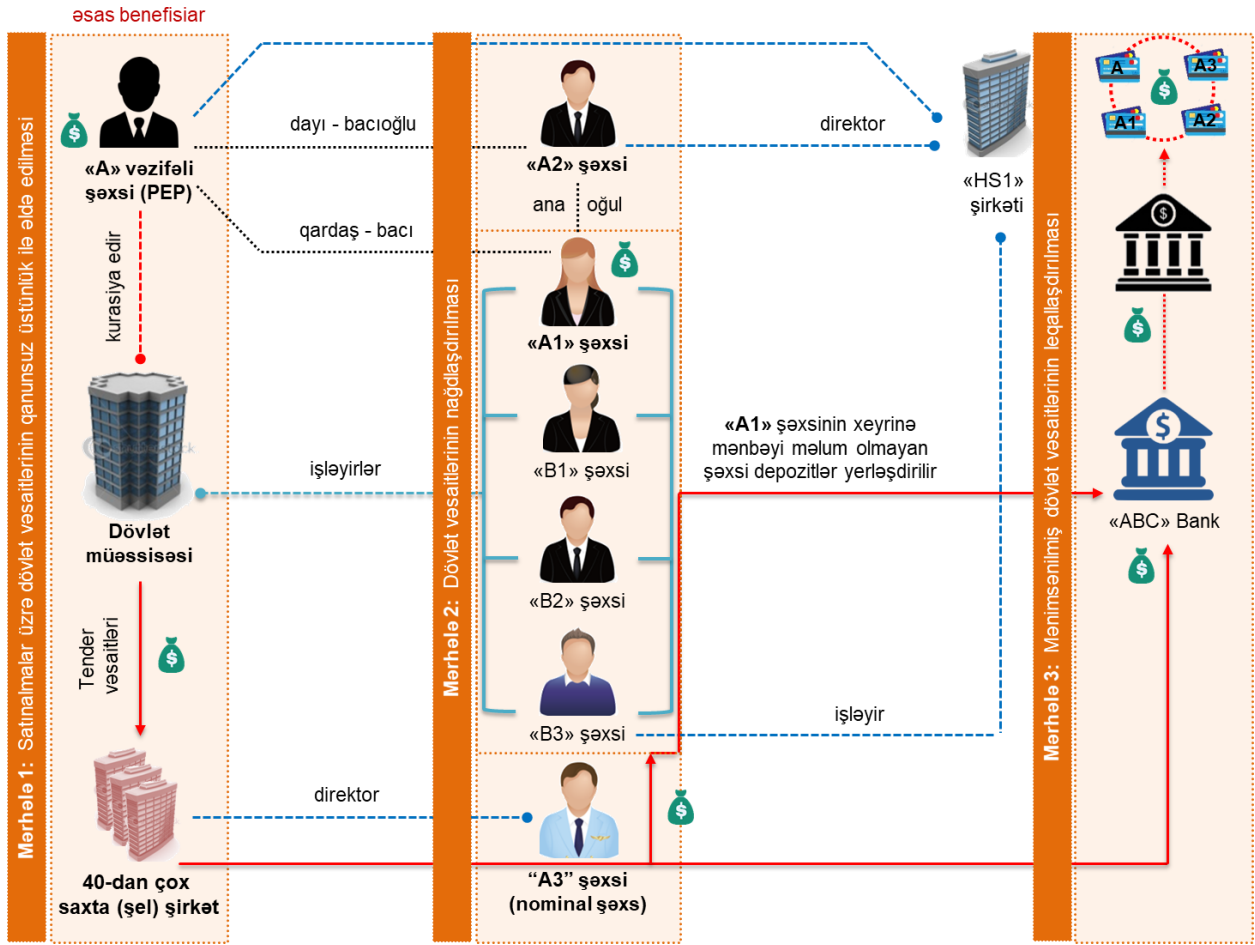 əsas benefisiar
Mərhələ 1: Satınalmalar üzrə dövlət vəsaitlərinin qanunsuz üstünlük ilə əldə edilməsi
«A» vəzifəli
şəxsi (PEP)
kurasiya edir
Dövlət
müəssisəsi
Tender
vəsaitləri
40-dan çox
saxta (şel) şirkət
dayı - bacıoğlu
qardaş - bacı
işləyirlər
direktor
Mərhələ 2: Dövlət vəsaitlərinin nağdlaşdırılması
«A2» şəxsi
ana
oğul
«A1» şəxsi
«B1» şəxsi
«B2» şəxsi
«B3» şəxsi
“A3” şəxsi
(nominal şəxs)
direktor
«HS1»
şirkəti
«A1» şəxsinin xeyrinə
mənbəyi məlum olmayan
şəxsi depozitlər yerləşdirilir
işləyir
Mərhələ 3: Mənimsənilmiş dövlət vəsaitlərinin leqallaşdırılması
A
A3
A1
A2
«ABC» Bank